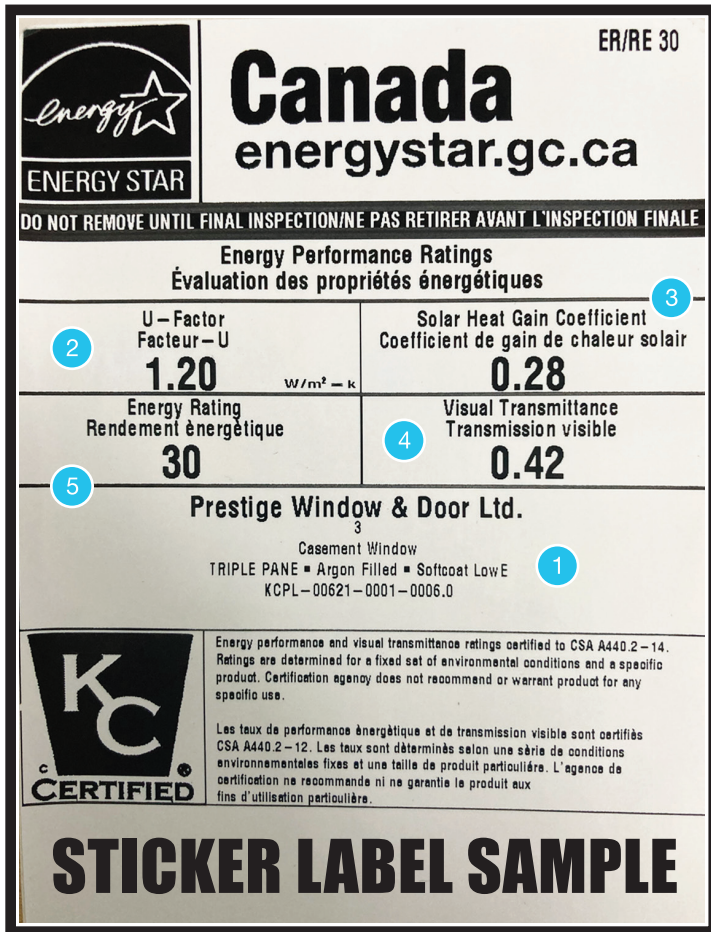 energy
ENERGY STAR
ER/RE 30
Canada
energystar.gc.ca
DO NOT REMOVE UNTIL FINAL INSPECTION/NE PAS RETIRER AVANT L'INSPECTION FINALE
Energy Performance Ratings
Évaluation des propriétés énergétiques
3
2
U-Factor
Facteur-U
1.20 W/m² - k
Solar Heat Gain Coefficient
Coefficient de gain de chaleur solair
0.28
Energy Rating
Rendement ènergètique
30
4
Visual Transmittance
Transmission visible
0.42
5
Prestige Window & Door Ltd.
3
Casement Window
TRIPLE PANE ▪ Argon Filled ▪ Softcoat LowE
KCPL-00621-0001-0006.0
1
KC
C ®
CERTIFIED
Energy performance and visual transmittance ratings certified to CSA A440.2-14.
Ratings are determined for a fixed set of environmental conditions and a specific
product. Certification agency does not recommend or warrant product for any
specific use.
Les taux de performance ènergètique et de transmission visible sont certifiès
CSA A440.2-12. Les taux sont dèterminès selon une sèrie de conditions
environnementales fixes et une taille de produit particulière. L'agence de
certification ne recommande ni ne garantie le produit aux
fins d'utilisation particulière.
STICKER LABEL SAMPLE